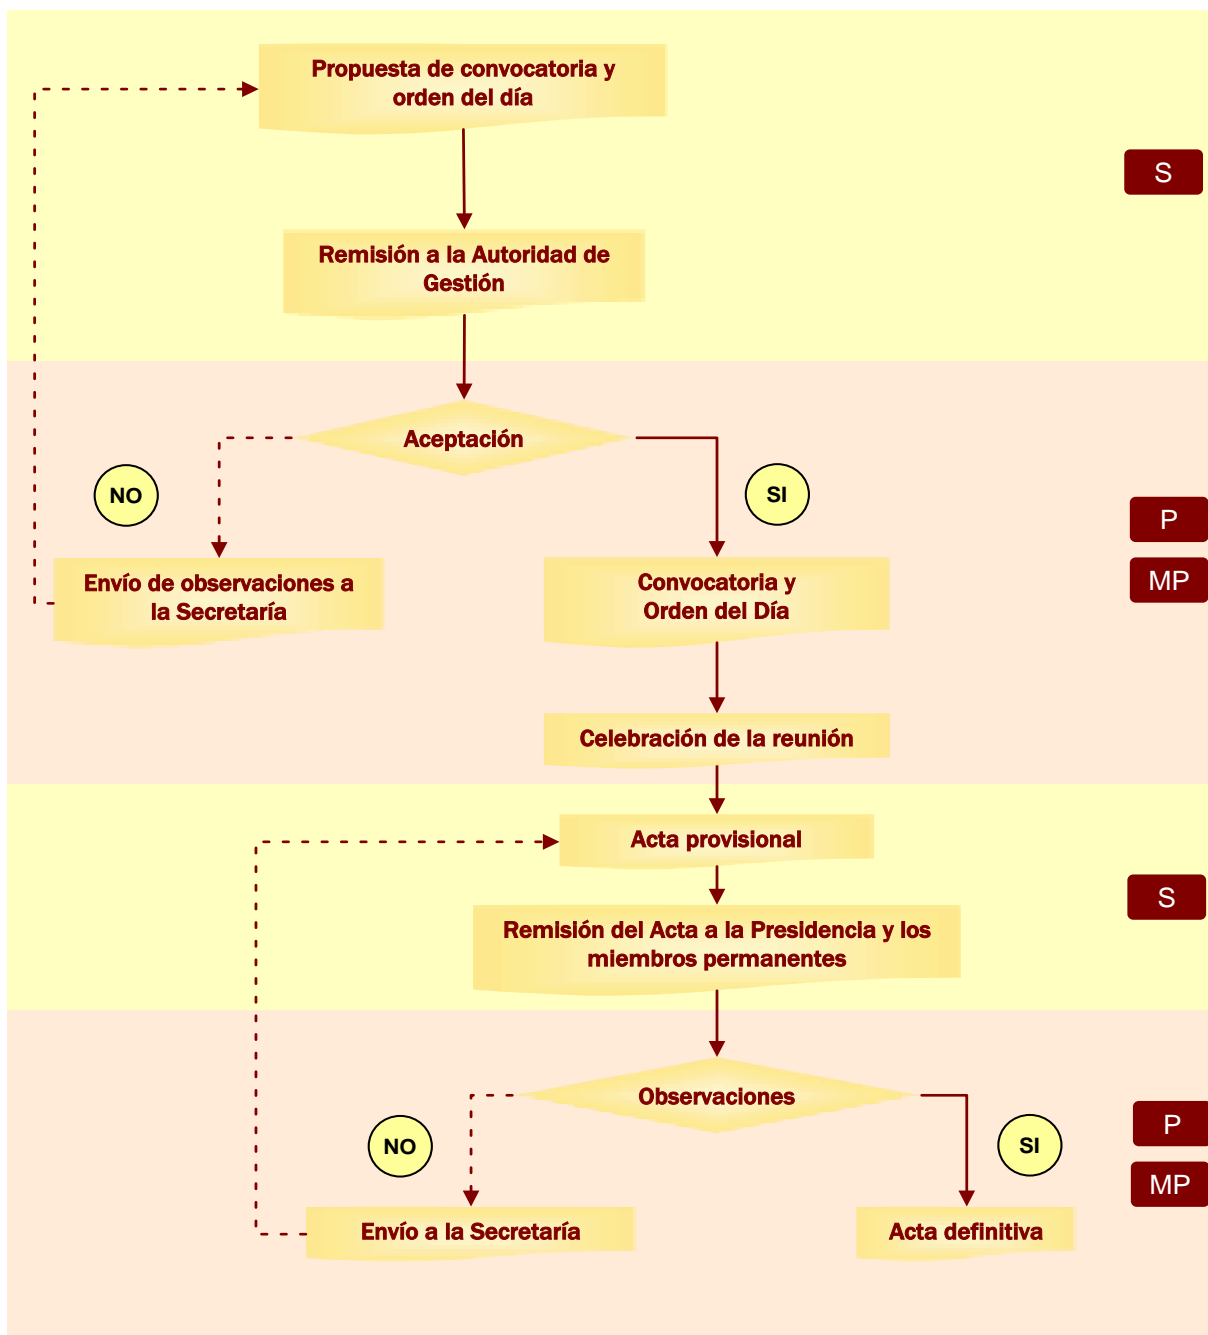 Propuesta de convocatoria y
orden del día
S
Remisión a la Autoridad de
Gestión
Aceptación
NO
SI
P
MP
Envío de observaciones a
la Secretaría
Convocatoria y
Orden del Día
Celebración de la reunión
Acta provisional
S
Remisión del Acta a la Presidencia y los
miembros permanentes
Observaciones
NO
SI
P
MP
Envío a la Secretaría
Acta definitiva